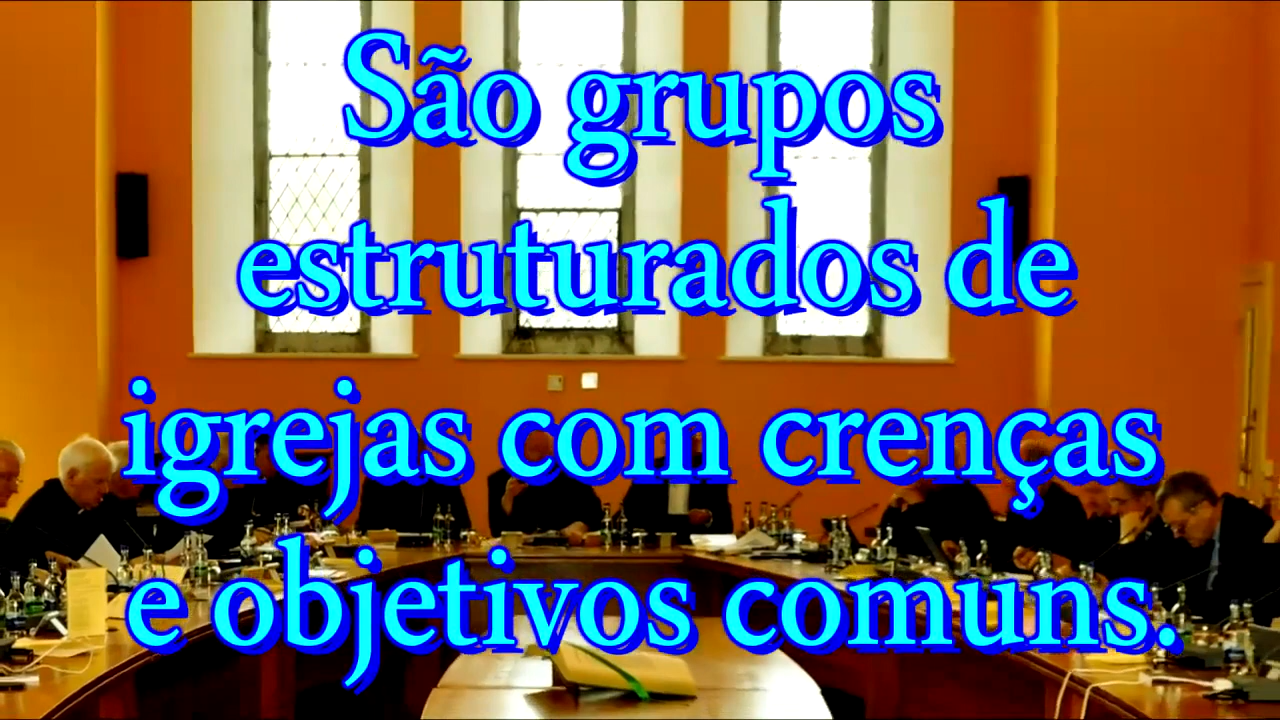 São grupos
estruturados de
igrejas com crenças
e objetivos comuns.